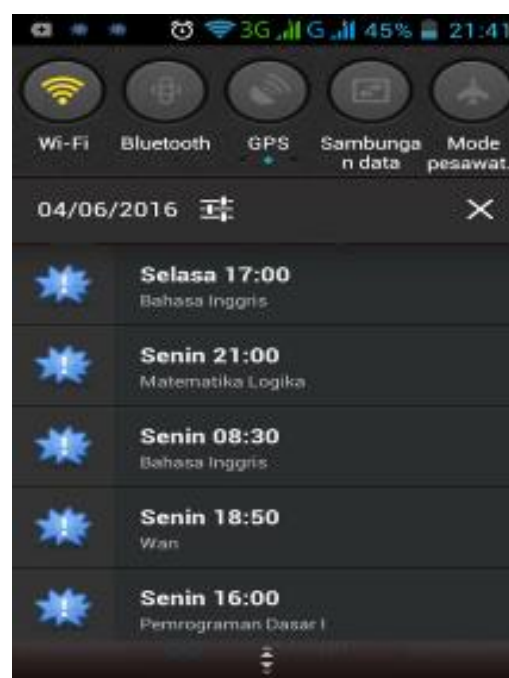 3G G 45% 21:41
Wi-Fi Bluetooth GPS Sambunga Mode
n data pesawat.
04/06/2016
Selasa 17:00
Bahasa Inggris
Senin 21:00
Matematika Logika
Senin 08:30
Bahasa Inggris
Senin 18:50
Wan
Senin 16:00
Pemrograman Dasar I